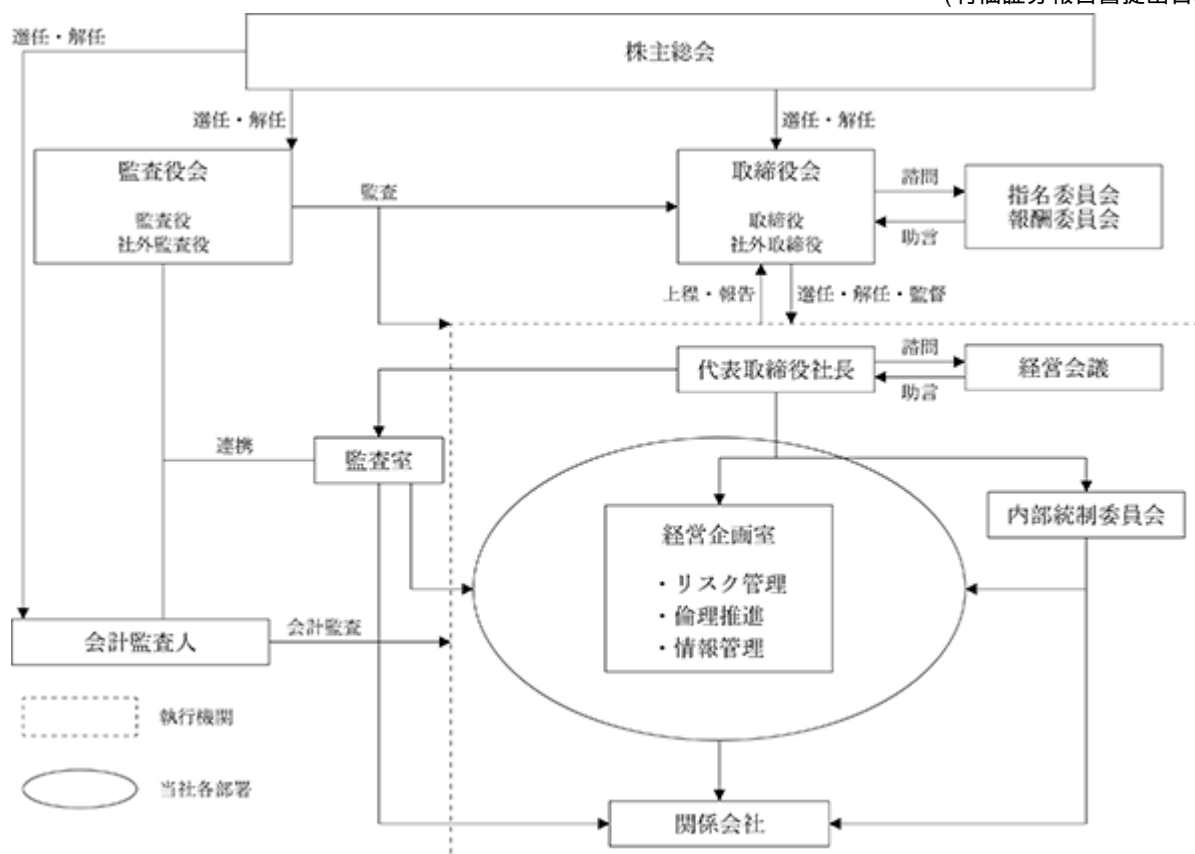 選任・解任
株主総会
選任・解任
選任・解任
監査役会
監査役
社外監査役
監査
取締役会
取締役
社外取締役
諮問
助言
指名委員会
報酬委員会
上程・報告
選任・解任・監督
代表取締役社長
諮問
助言
経営会議
連携
監査室
経営企画室
・リスク管理
・倫理推進
・情報管理
内部統制委員会
会計監査人
会計監査
執行機関
当社各部署
関係会社